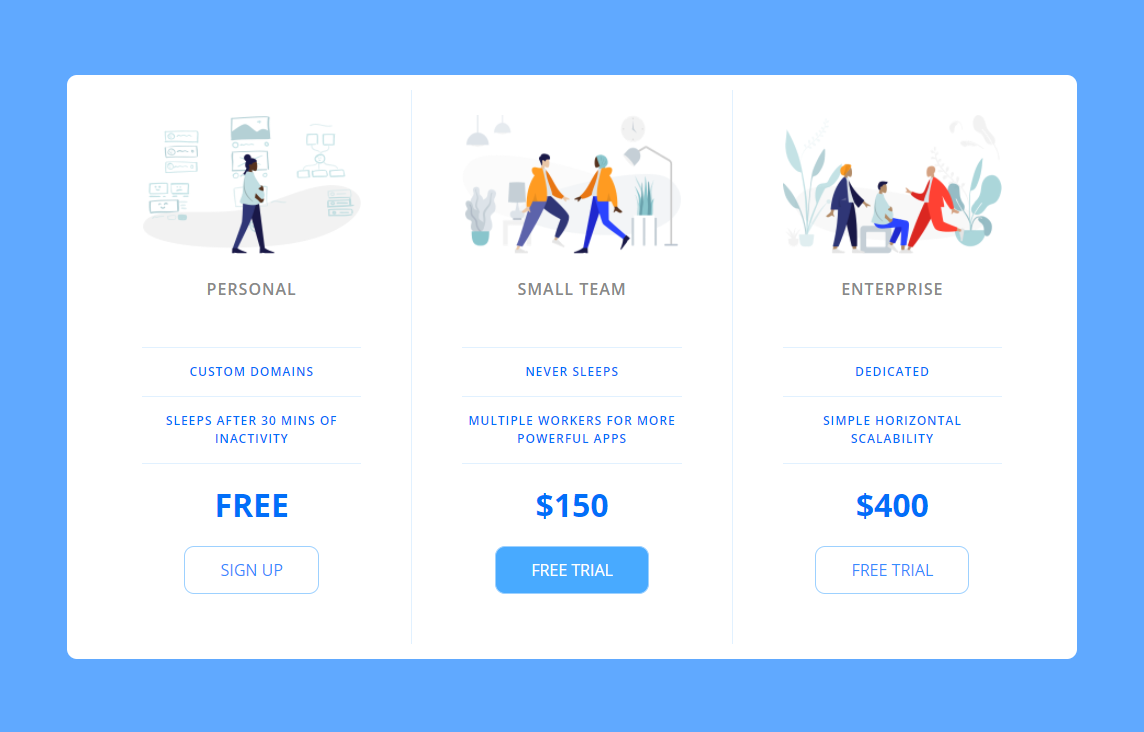 PERSONAL
CUSTOM DOMAINS
SLEEPS AFTER 30 MINS OF
INACTIVITY
FREE
SIGN UP
SMALL TEAM
NEVER SLEEPS
MULTIPLE WORKERS FOR MORE
POWERFUL APPS
$150
FREE TRIAL
ENTERPRISE
DEDICATED
SIMPLE HORIZONTAL
SCALABILITY
$400
FREE TRIAL